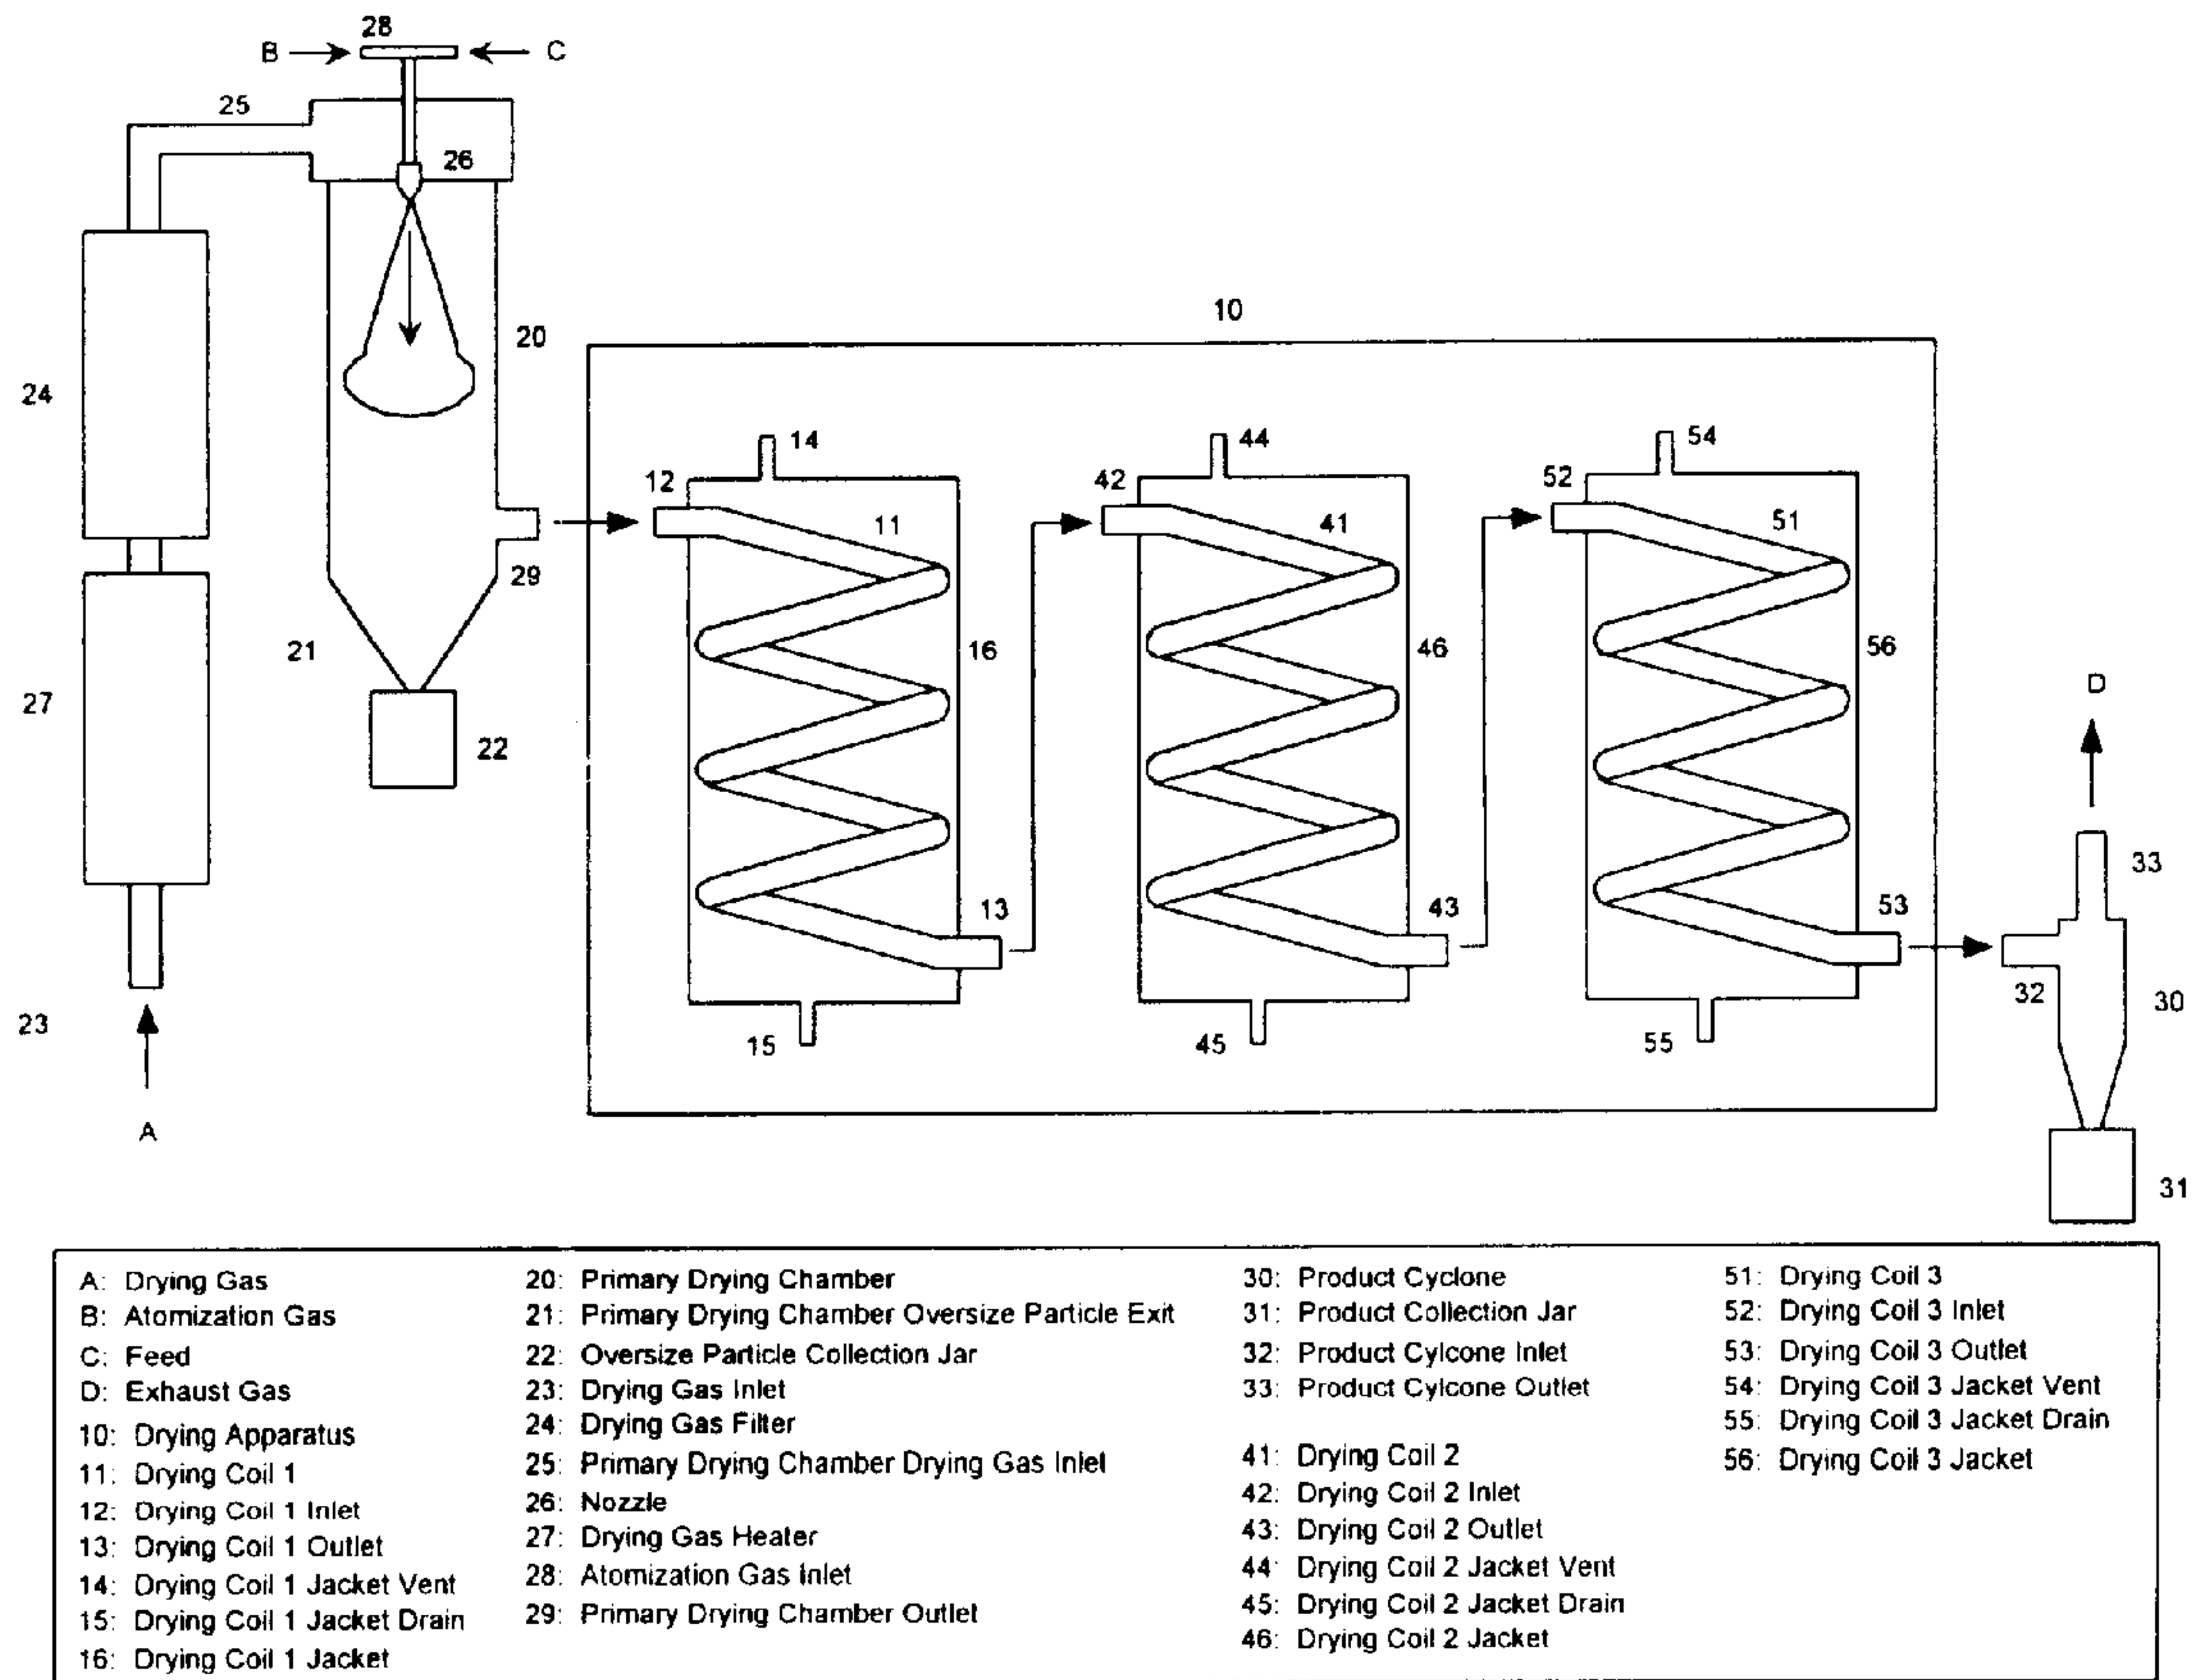 28
B
C
25
26
20
10
24
14
44
54
12
42
52
11
41
51
29
21
16
46
56
27
D
22
33
13
43
53
32
30
23
15
45
55
A
31
A: Drying Gas
B: Atomization Gas
C: Feed
D: Exhaust Gas
10: Drying Apparatus
11: Drying Coil 1
12: Drying Coil 1 Inlet
13: Drying Coil 1 Outlet
14: Drying Coil 1 Jacket Vent
15: Drying Coil 1 Jacket Drain
16: Drying Coil 1 Jacket
20: Primary Drying Chamber
21: Primary Drying Chamber Oversize Particle Exit
22: Oversize Particle Collection Jar
23: Drying Gas Inlet
24: Drying Gas Filter
25: Primary Drying Chamber Drying Gas Inlet
26: Nozzle
27: Drying Gas Heater
28: Atomization Gas Inlet
29: Primary Drying Chamber Outlet
30: Product Cyclone
31: Product Collection Jar
32: Product Cylcone Inlet
33: Product Cylcone Outlet
41: Drying Coil 2
42: Drying Coil 2 Inlet
43: Drying Coil 2 Outlet
44: Drying Coil 2 Jacket Vent
45: Drying Coil 2 Jacket Drain
46: Drying Coil 2 Jacket
51: Drying Coil 3
52: Drying Coil 3 Inlet
53: Drying Coil 3 Outlet
54: Drying Coil 3 Jacket Vent
55: Drying Coil 3 Jacket Drain
56: Drying Coil 3 Jacket